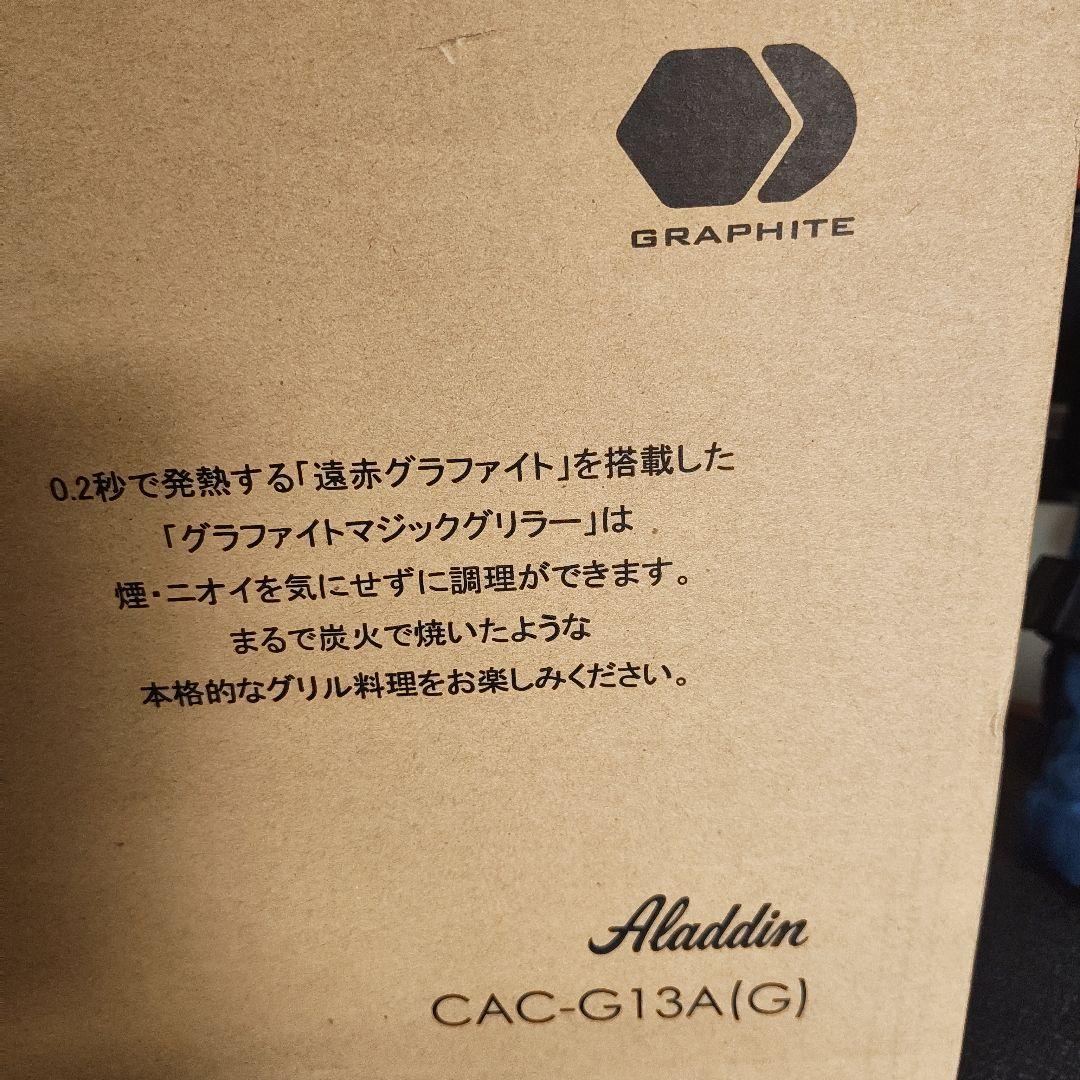 GRAPHITE
0.2秒で発熱する「遠赤グラファイト」を搭載した
「グラファイトマジックグリラー」は
煙・ニオイを気にせずに調理ができます。
まるで炭火で焼いたような
本格的なグリル料理をお楽しみください。
Aladdin
CAC-G13A(G)